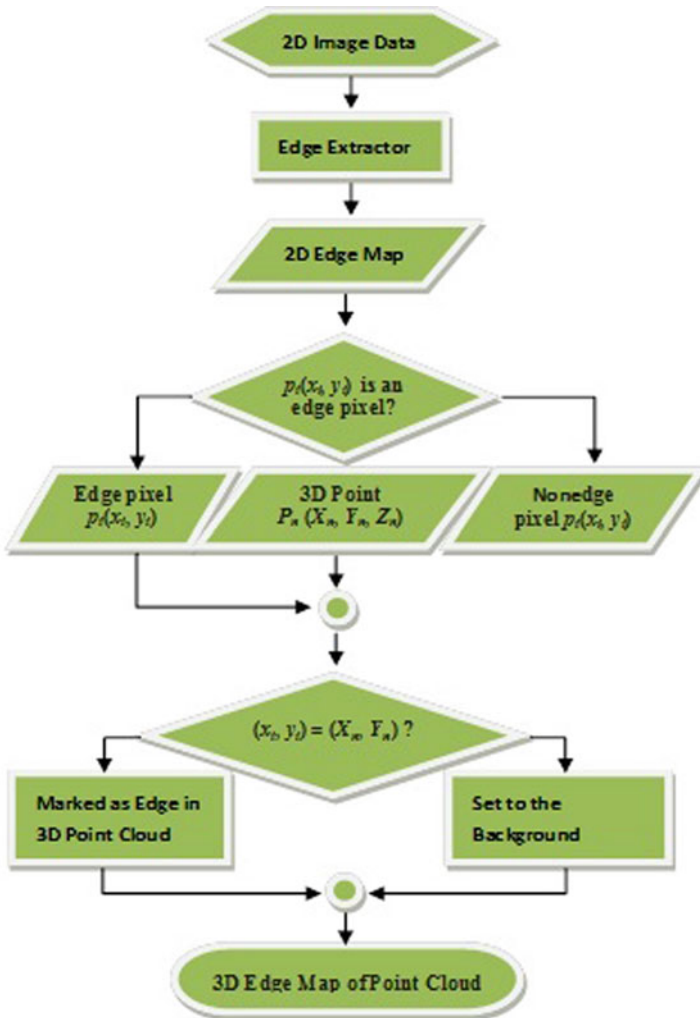 2D Image Data
Edge Extractor
2D Edge Map
pₜ(xₜ, yₜ) is an
edge pixel?
Edge pixel
pₜ(xₜ, yₜ)
3D Point
Pₙ (Xₙ, Yₙ, Zₙ)
Nonedge
pixel pₜ(xₜ, yₜ)
(xₜ, yₜ) = (Xₙ, Yₙ) ?
Marked as Edge in
3D Point Cloud
Set to the
Background
3D Edge Map of Point Cloud